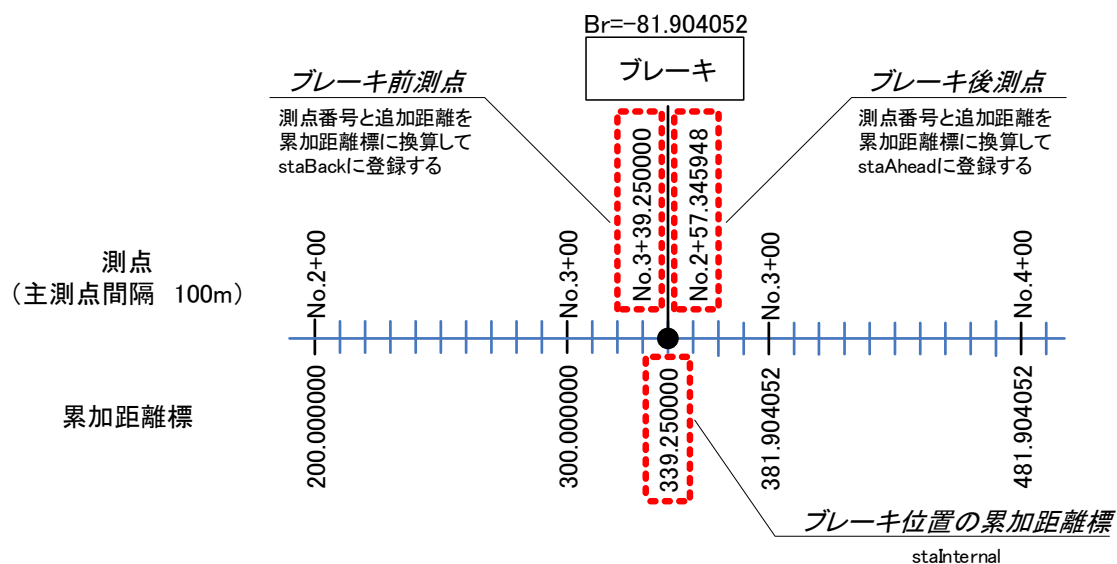 Br=-81.904052
ブレーキ
ブレーキ前測点
測点番号と追加距離を
累加距離標に換算して
staBackに登録する
ブレーキ後測点
測点番号と追加距離を
累加距離標に換算して
staAheadに登録する
測点
（主測点間隔　100m）
No.2+00
No.3+00
No.3+39.250000
No.2+57.345948
No.3+00
No.4+00
累加距離標
200.000000
300.000000
339.250000
381.904052
481.904052
ブレーキ位置の累加距離標
staInternal